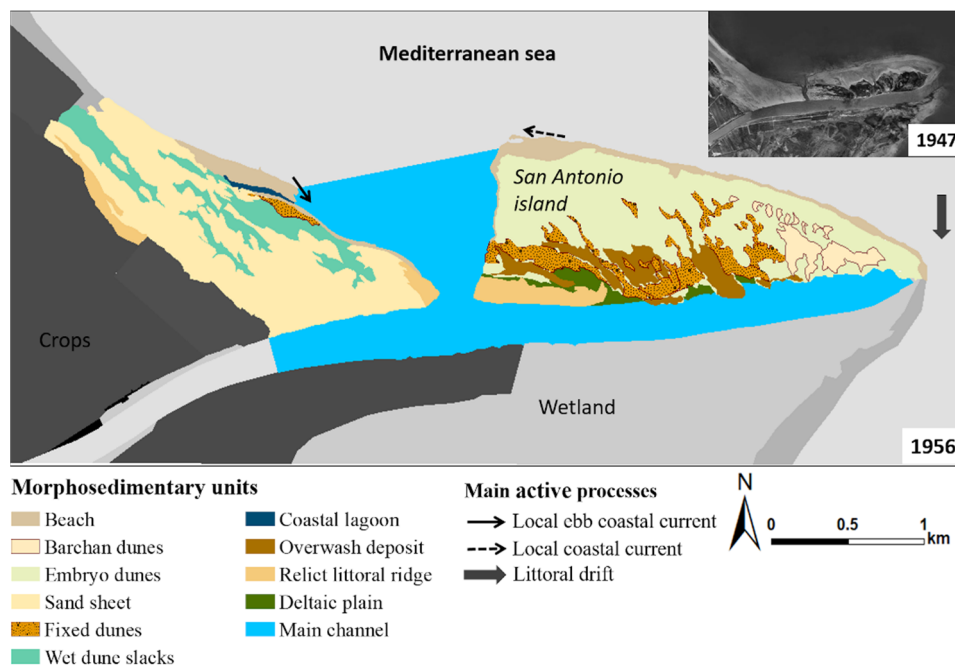 Mediterranean sea
1947
San Antonio
island
Crops
Wetland
1956
Morphosedimentary units
Beach
Barchan dunes
Embryo dunes
Sand sheet
Fixed dunes
Wet dune slacks
Coastal lagoon
Overwash deposit
Relict littoral ridge
Deltaic plain
Main channel
Main active processes
Local ebb coastal current
Local coastal current
Littoral drift
N
0 0.5 1
km